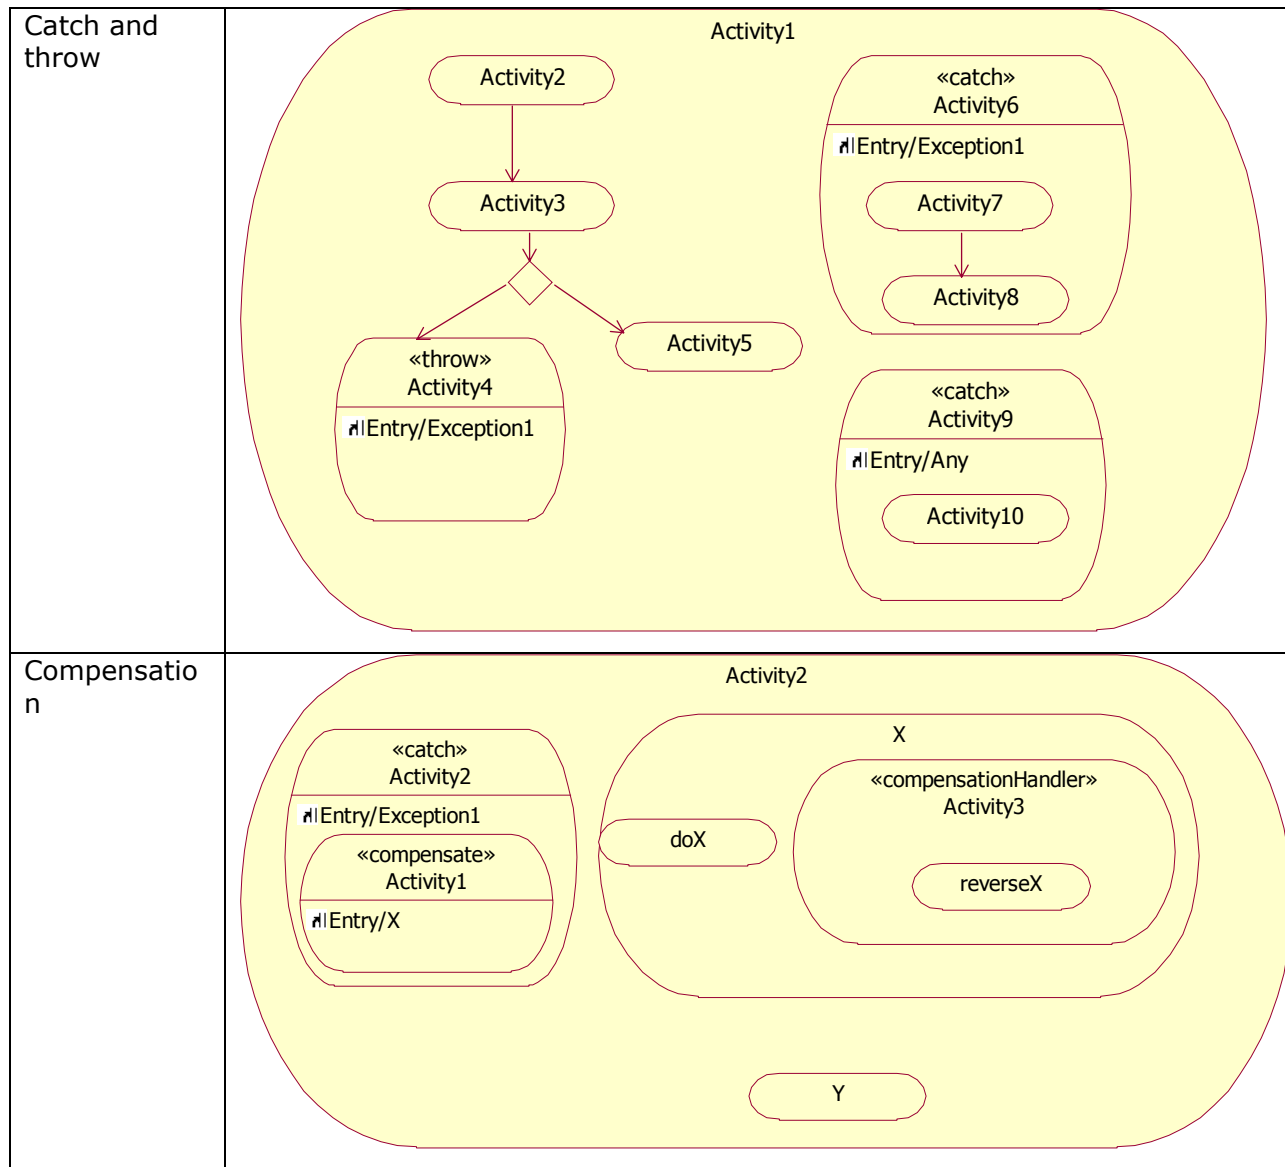 Catch and
throw
Activity1
Activity2
Activity3
«throw»
Activity4
Entry/Exception1
Activity5
«catch»
Activity6
Entry/Exception1
Activity7
Activity8
«catch»
Activity9
Entry/Any
Activity10
Compensatio
n
Activity2
«catch»
Activity2
Entry/Exception1
«compensate»
Activity1
Entry/X
X
doX
«compensationHandler»
Activity3
reverseX
Y